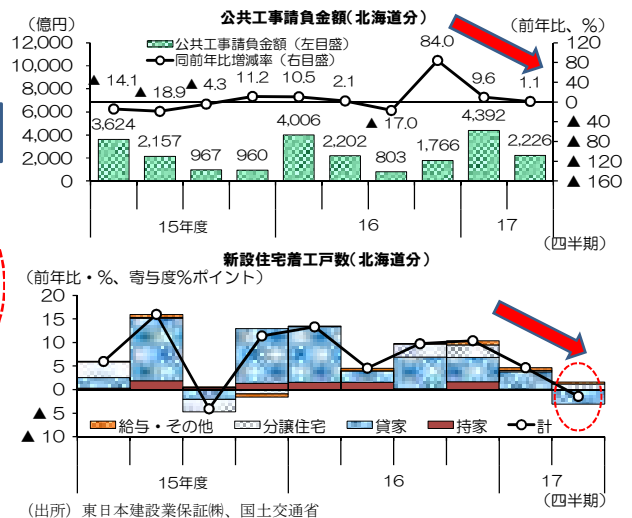 公共工事請負金額(北海道分)
(億円)
(前年比、%)
12,000
10,000
8,000
6,000
4,000
2,000
0
120
80
40
0
▲ 40
▲ 80
▲ 120
▲ 160
公共工事請負金額(左目盛)
同前年比増減率(右目盛)
▲ 14.1
▲ 18.9
▲ 4.3
11.2
10.5
2.1
▲ 17.0
84.0
9.6
1.1
3,624
2,157
967
960
4,006
2,202
803
1,766
4,392
2,226
15年度
16
17
(四半期)
新設住宅着工戸数(北海道分)
(前年比・%、寄与度%ポイント)
20
15
10
5
0
▲ 5
▲ 10
給与・その他
分譲住宅
貸家
持家
計
15年度
16
17
(四半期)
(出所) 東日本建設業保証㈱、国土交通省